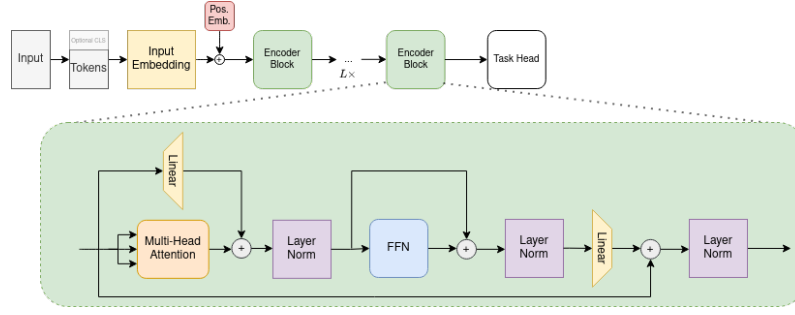 Pos.
Emb.
Optional CLS
Input
Tokens
Input
Embedding
+
Encoder
Block
...
L×
Encoder
Block
Task Head
Linear
Multi-Head
Attention
+
Layer
Norm
FFN
+
Layer
Norm
Linear
+
Layer
Norm